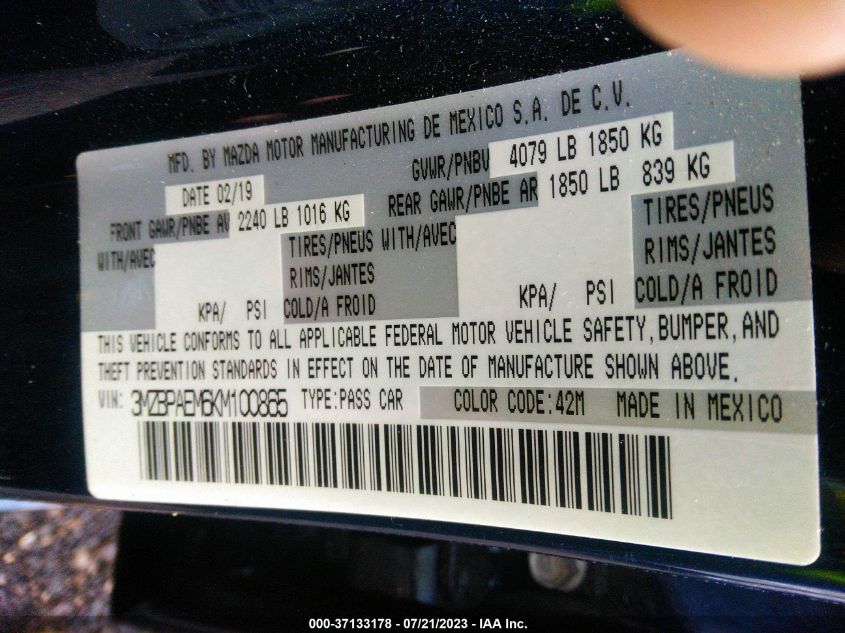 MFD. BY MAZDA MOTOR MANUFACTURING DE MEXICO S.A. DE C.V.
DATE 02/19 GVWR/PNBV 4079 LB 1850 KG
FRONT GAWR/PNBE AV 2240 LB 1016 KG REAR GAWR/PNBE AR 1850 LB 839 KG
WITH/AVEC TIRES/PNEUS WITH/AVEC TIRES/PNEUS
RIMS/JANTES RIMS/JANTES
KPA/ PSI COLD/A FROID KPA/ PSI COLD/A FROID
THIS VEHICLE CONFORMS TO ALL APPLICABLE FEDERAL MOTOR VEHICLE SAFETY, BUMPER, AND
THEFT PREVENTION STANDARDS IN EFFECT ON THE DATE OF MANUFACTURE SHOWN ABOVE.
VIN: 3MZBPAEM6KM100865 TYPE:PASS CAR COLOR CODE:42M MADE IN MEXICO
000-37133178 - 07/21/2023 - IAA Inc.